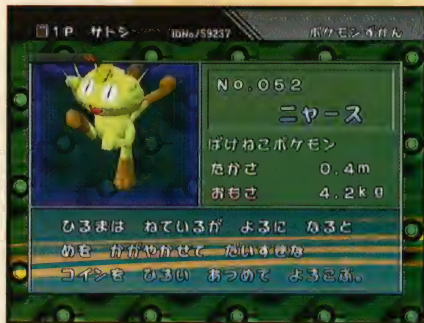 1P サトシ IDNo/59237 ポケモンずかん
No.052
ニャース
ばけねこポケモン
たかさ 0.4m
おもさ 4.2kg
ひるまは ねているが よるに なると
めを かがやかせて だいすきな
コインを ひろい あつめて よろこぶ。